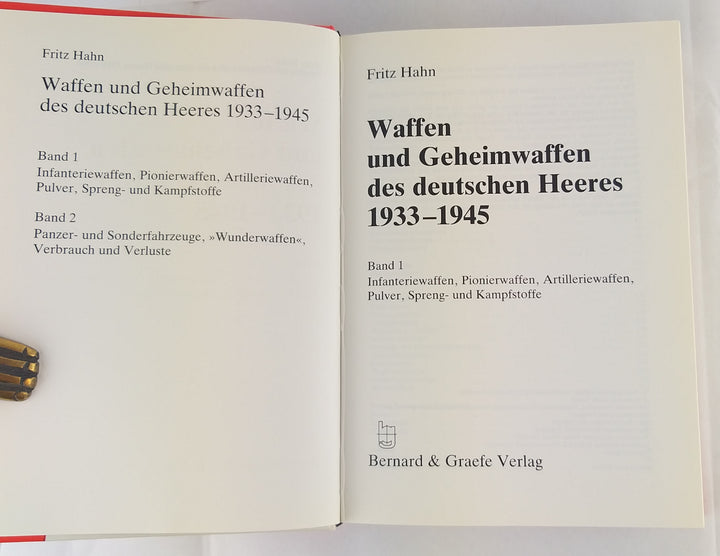 Fritz Hahn
Waffen und Geheimwaffen
des deutschen Heeres 1933–1945
Band 1
Infanteriewaffen, Pionierwaffen, Artilleriewaffen,
Pulver, Spreng- und Kampfstoffe
Band 2
Panzer- und Sonderfahrzeuge, »Wunderwaffen«,
Verbrauch und Verluste
Fritz Hahn
Waffen
und Geheimwaffen
des deutschen Heeres
1933–1945
Band 1
Infanteriewaffen, Pionierwaffen, Artilleriewaffen,
Pulver, Spreng- und Kampfstoffe
Bernard & Graefe Verlag